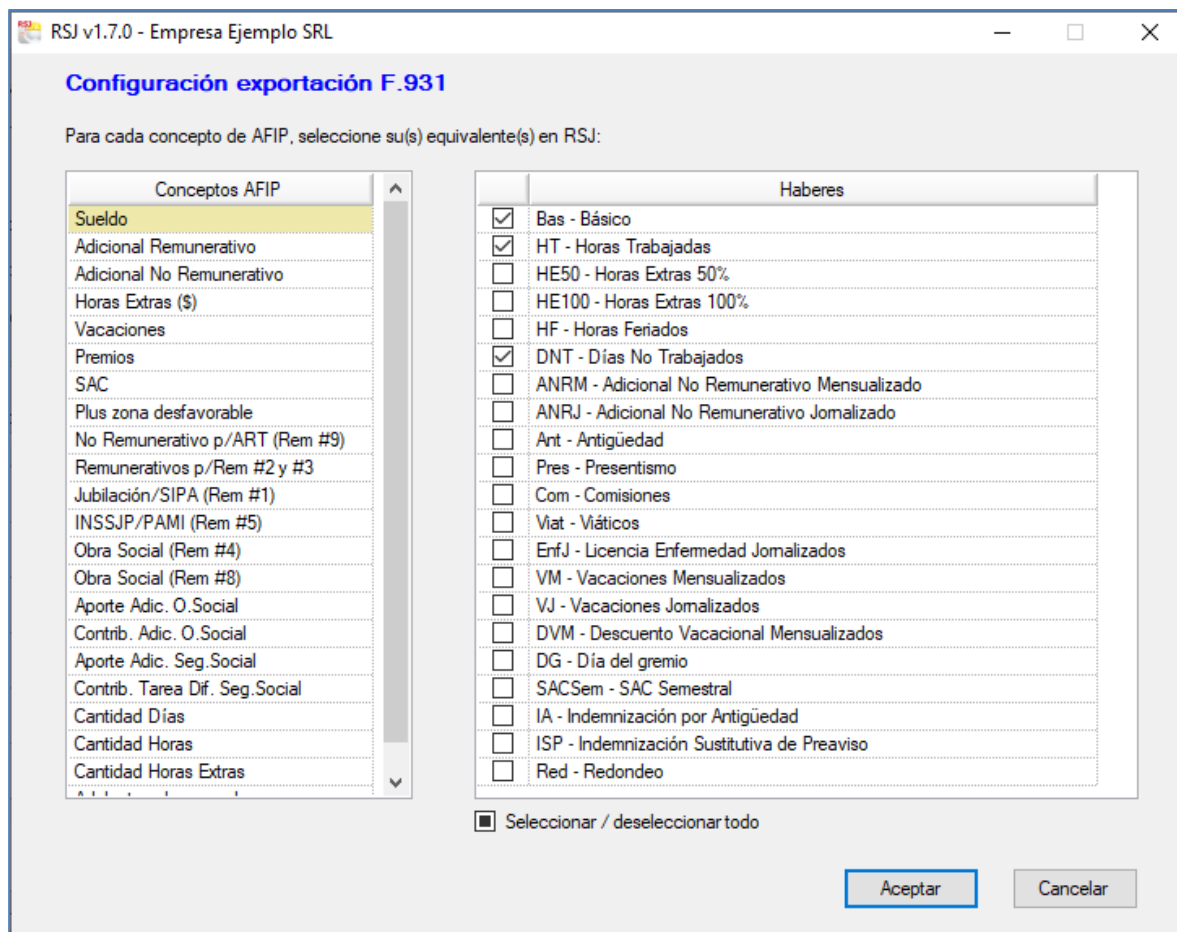 RSJ v1.7.0 - Empresa Ejemplo SRL
Configuración exportación F.931
Para cada concepto de AFIP, seleccione su(s) equivalente(s) en RSJ:
Conceptos AFIP
Sueldo
Adicional Remunerativo
Adicional No Remunerativo
Horas Extras ($)
Vacaciones
Premios
SAC
Plus zona desfavorable
No Remunerativo p/ART (Rem #9)
Remunerativos p/Rem #2 y #3
Jubilación/SIPA (Rem #1)
INSSJP/PAMI (Rem #5)
Obra Social (Rem #4)
Obra Social (Rem #8)
Aporte Adic. O.Social
Contrib. Adic. O.Social
Aporte Adic. Seg.Social
Contrib. Tarea Dif. Seg.Social
Cantidad Días
Cantidad Horas
Cantidad Horas Extras
Haberes
Bas - Básico
HT - Horas Trabajadas
HE50 - Horas Extras 50%
HE100 - Horas Extras 100%
HF - Horas Feriados
DNT - Días No Trabajados
ANRM - Adicional No Remunerativo Mensualizado
ANRJ - Adicional No Remunerativo Jornalizado
Ant - Antigüedad
Pres - Presentismo
Com - Comisiones
Viat - Viáticos
EnfJ - Licencia Enfermedad Jornalizados
VM - Vacaciones Mensualizados
VJ - Vacaciones Jornalizados
DVM - Descuento Vacacional Mensualizados
DG - Día del gremio
SACSem - SAC Semestral
IA - Indemnización por Antigüedad
ISP - Indemnización Sustitutiva de Preaviso
Red - Redondeo
Seleccionar / deseleccionar todo
Aceptar
Cancelar